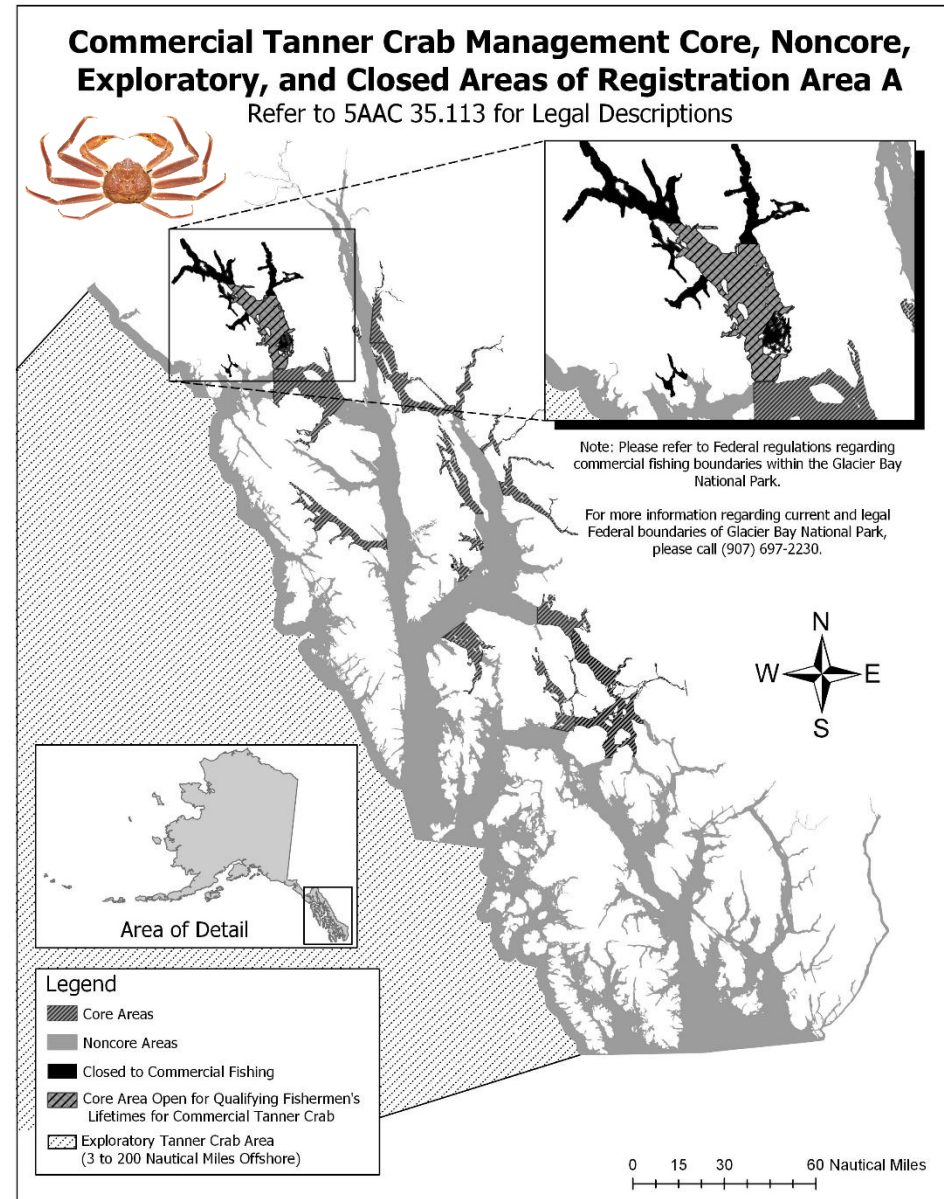 Commercial Tanner Crab Management Core, Noncore,
Exploratory, and Closed Areas of Registration Area A
Refer to 5AAC 35.113 for Legal Descriptions
Note: Please refer to Federal regulations regarding
commercial fishing boundaries within the Glacier Bay
National Park.
For more information regarding current and legal
Federal boundaries of Glacier Bay National Park,
please call (907) 697-2230.
N
W
E
S
Area of Detail
Legend
Core Areas
Noncore Areas
Closed to Commercial Fishing
Core Area Open for Qualifying Fishermen's
Lifetimes for Commercial Tanner Crab
Exploratory Tanner Crab Area
(3 to 200 Nautical Miles Offshore)
0 15 30 60 Nautical Miles